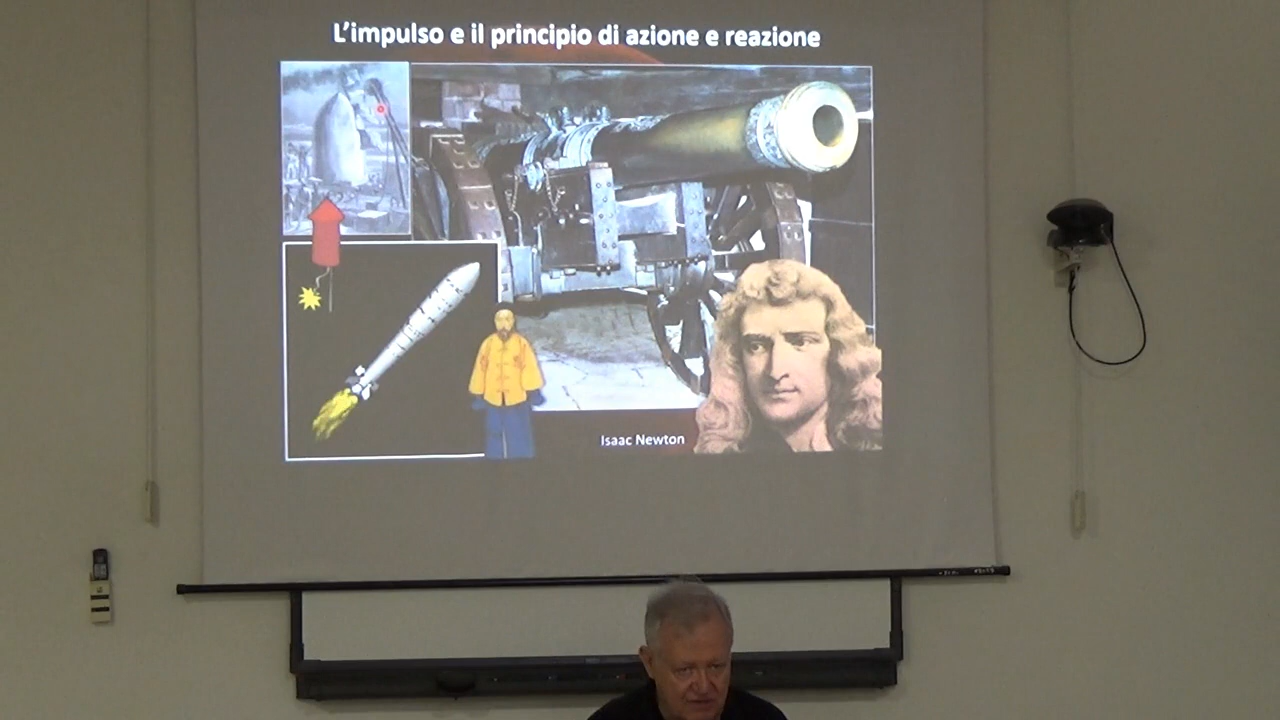 L'impulso e il principio di azione e reazione
Isaac Newton